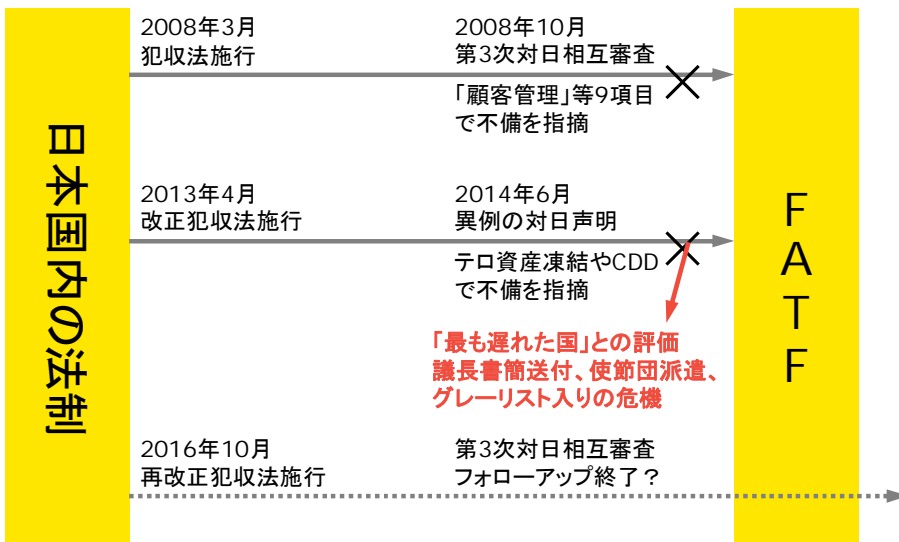 日本国内の法制
2008年3月
犯収法施行
2008年10月
第3次対日相互審査
「顧客管理」等9項目
で不備を指摘
2013年4月
改正犯収法施行
2014年6月
異例の対日声明
テロ資産凍結やCDD
で不備を指摘
「最も遅れた国」との評価
議長書簡送付、使節団派遣、
グレーリスト入りの危機
2016年10月
再改正犯収法施行
第3次対日相互審査
フォローアップ終了？
FATF